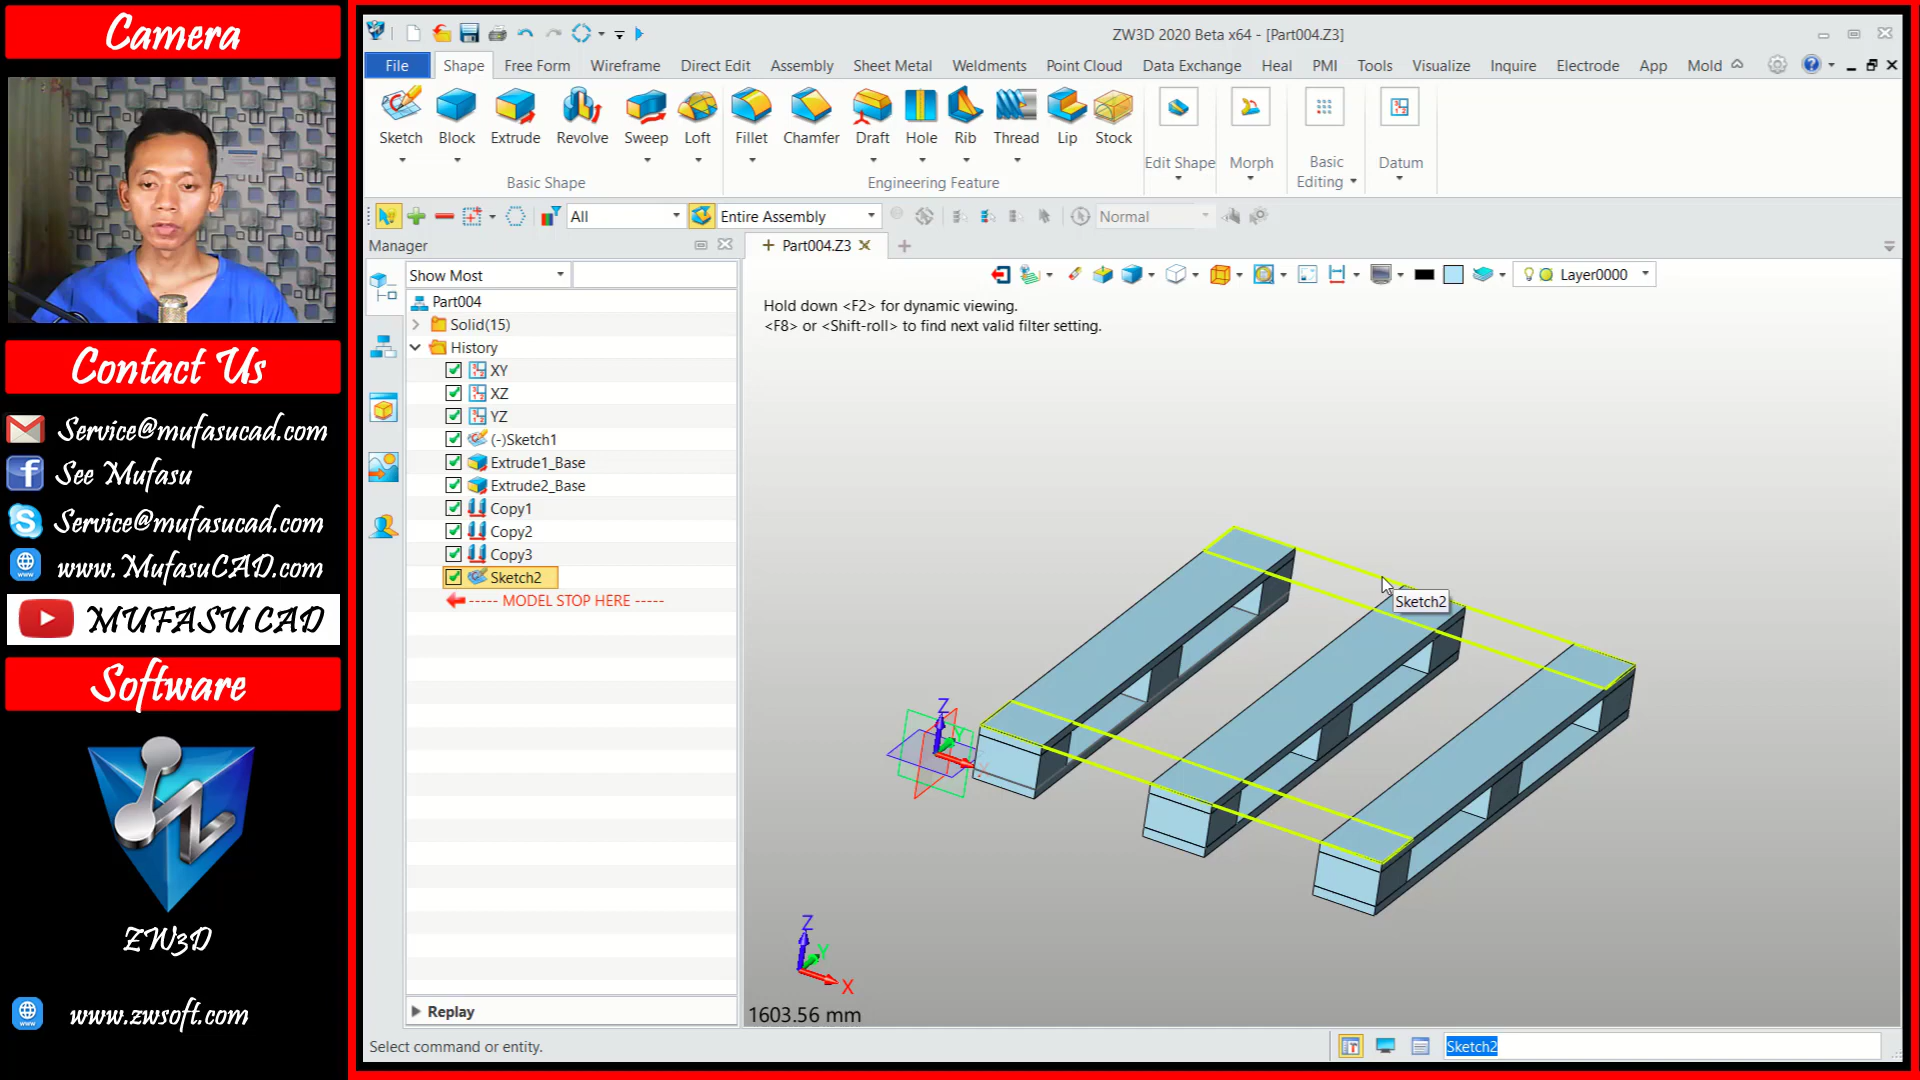 Camera
Contact Us
Service@mufasucad.com
See Mufasu
Service@mufasucad.com
www.MufasuCAD.com
MUFASU CAD
Software
ZW3D
www.zwsoft.com
ZW3D 2020 Beta x64 - [Part004.Z3]
File Shape Free Form Wireframe Direct Edit Assembly Sheet Metal Weldments Point Cloud Data Exchange Heal PMI Tools Visualize Inquire Electrode App Mold
Sketch Block Extrude Revolve Sweep Loft Fillet Chamfer Draft Hole Rib Thread Lip Stock
Edit Shape Morph Basic Editing Datum
Basic Shape Engineering Feature
All Entire Assembly Normal
Manager
Part004.Z3
Show Most
Layer0000
Part004
Solid(15)
History
XY
XZ
YZ
(-)Sketch1
Extrude1_Base
Extrude2_Base
Copy1
Copy2
Copy3
Sketch2
----- MODEL STOP HERE -----
Replay
Hold down <F2> for dynamic viewing.
<F8> or <Shift-roll> to find next valid filter setting.
Sketch2
Z
Y
X
Z
Y
X
1603.56 mm
Select command or entity.
Sketch2